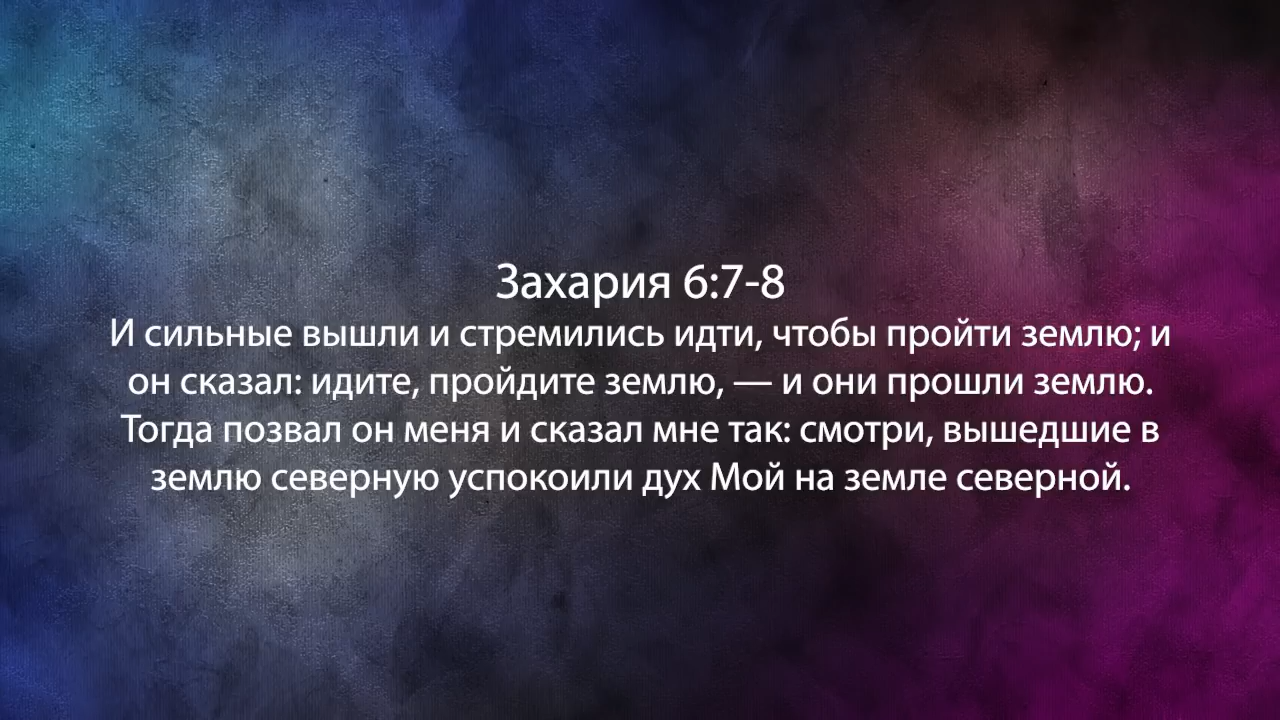 Захария 6:7-8
И сильные вышли и стремились идти, чтобы пройти землю; и
он сказал: идите, пройдите землю, — и они прошли землю.
Тогда позвал он меня и сказал мне так: смотри, вышедшие в
землю северную успокоили дух Мой на земле северной.